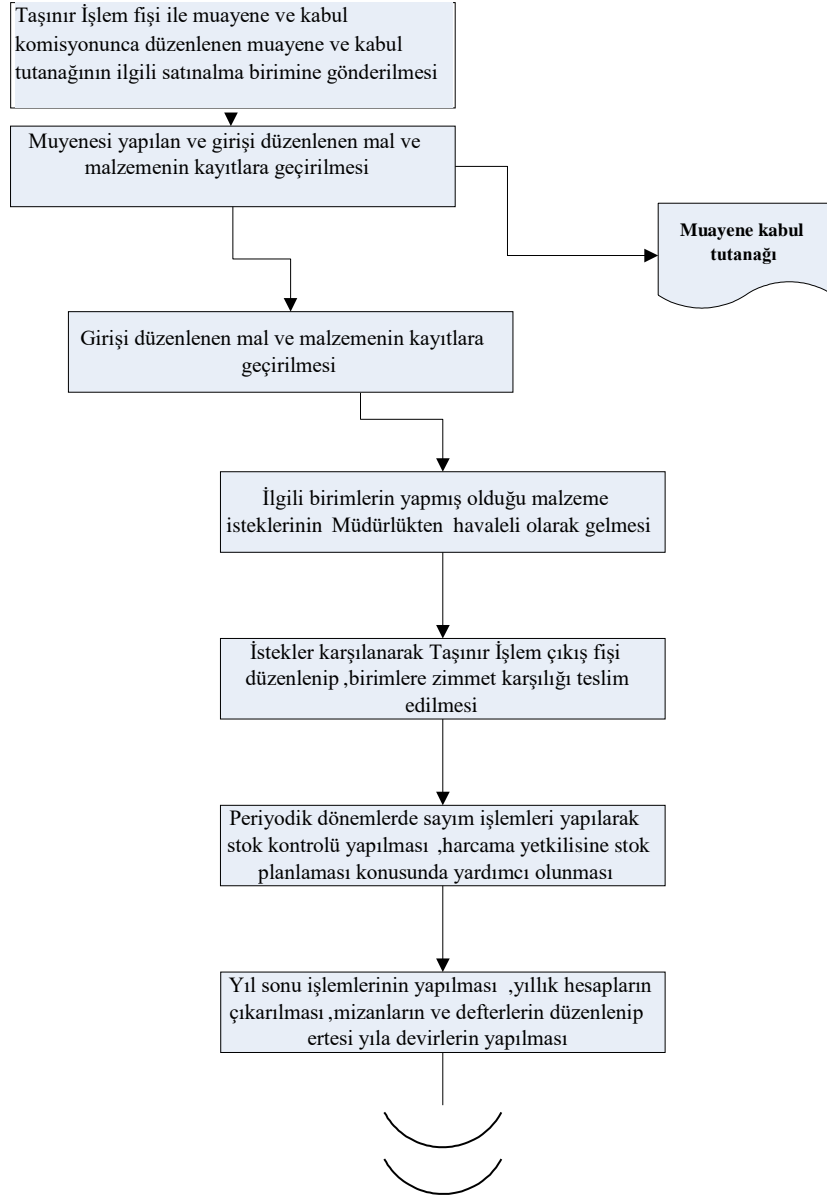 Taşınır İşlem fişi ile muayene ve kabul
komisyonunca düzenlenen muayene ve kabul
tutanağının ilgili satınalma birimine gönderilmesi
Muyenesi yapılan ve girişi düzenlenen mal ve
malzemenin kayıtlara geçirilmesi
Muayene kabul
tutanağı
Girişi düzenlenen mal ve malzemenin kayıtlara
geçirilmesi
İlgili birimlerin yapmış olduğu malzeme
isteklerinin Müdürlükten havaleli olarak gelmesi
İstekler karşılanarak Taşınır İşlem çıkış fişi
düzenlenip ,birimlere zimmet karşılığı teslim
edilmesi
Periyodik dönemlerde sayım işlemleri yapılarak
stok kontrolü yapılması ,harcama yetkilisine stok
planlaması konusunda yardımcı olunması
Yıl sonu işlemlerinin yapılması ,yıllık hesapların
çıkarılması ,mizanların ve defterlerin düzenlenip
ertesi yıla devirlerin yapılması